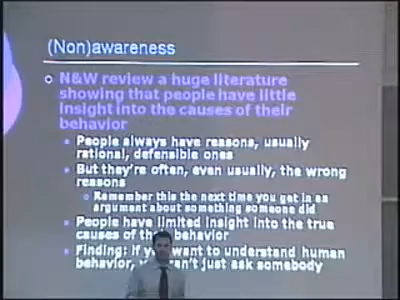 (Non)awareness
N&W review a huge literature
showing that people have little
insight into the causes of their
behavior
People always have reasons, usually
rational, defensible ones
But they're often, even usually, the wrong
reasons
Remember this the next time you get in an
argument about something someone did
People have limited insight into the true
causes of behavior
Finding: if you want to understand human
behavior, can't just ask somebody